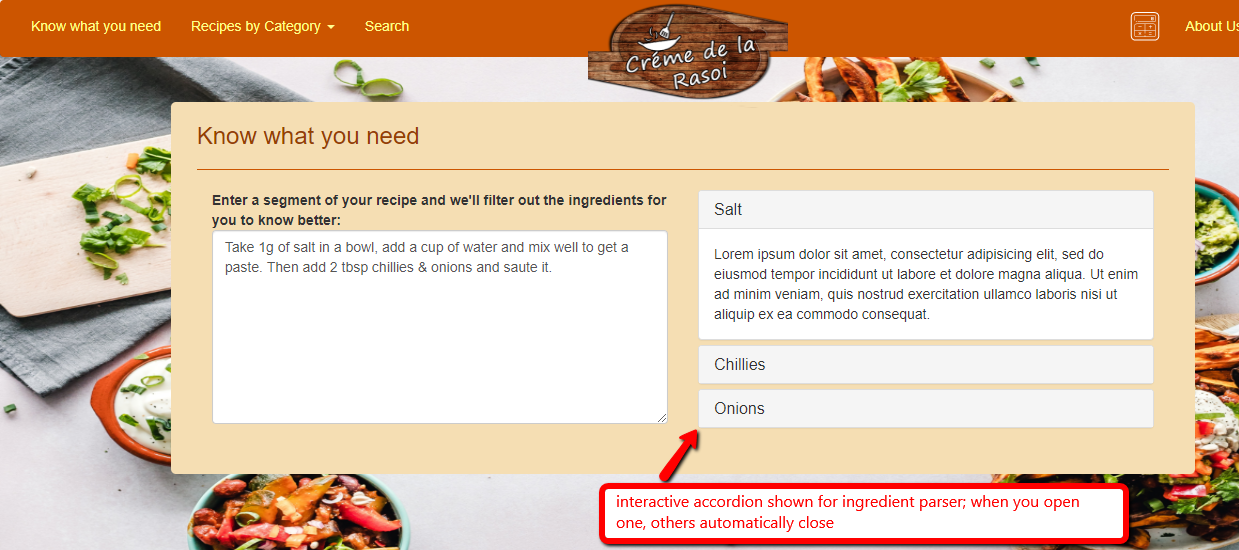 Know what you need
Recipes by Category
Search
Créme de la
Rasoi
About Us
Know what you need
Enter a segment of your recipe and we'll filter out the ingredients for
you to know better:
Take 1g of salt in a bowl, add a cup of water and mix well to get a
paste. Then add 2 tbsp chillies & onions and saute it.
Salt
Lorem ipsum dolor sit amet, consectetur adipisicing elit, sed do
eiusmod tempor incididunt ut labore et dolore magna aliqua. Ut enim
ad minim veniam, quis nostrud exercitation ullamco laboris nisi ut
aliquip ex ea commodo consequat.
Chillies
Onions
interactive accordion shown for ingredient parser; when you open
one, others automatically close